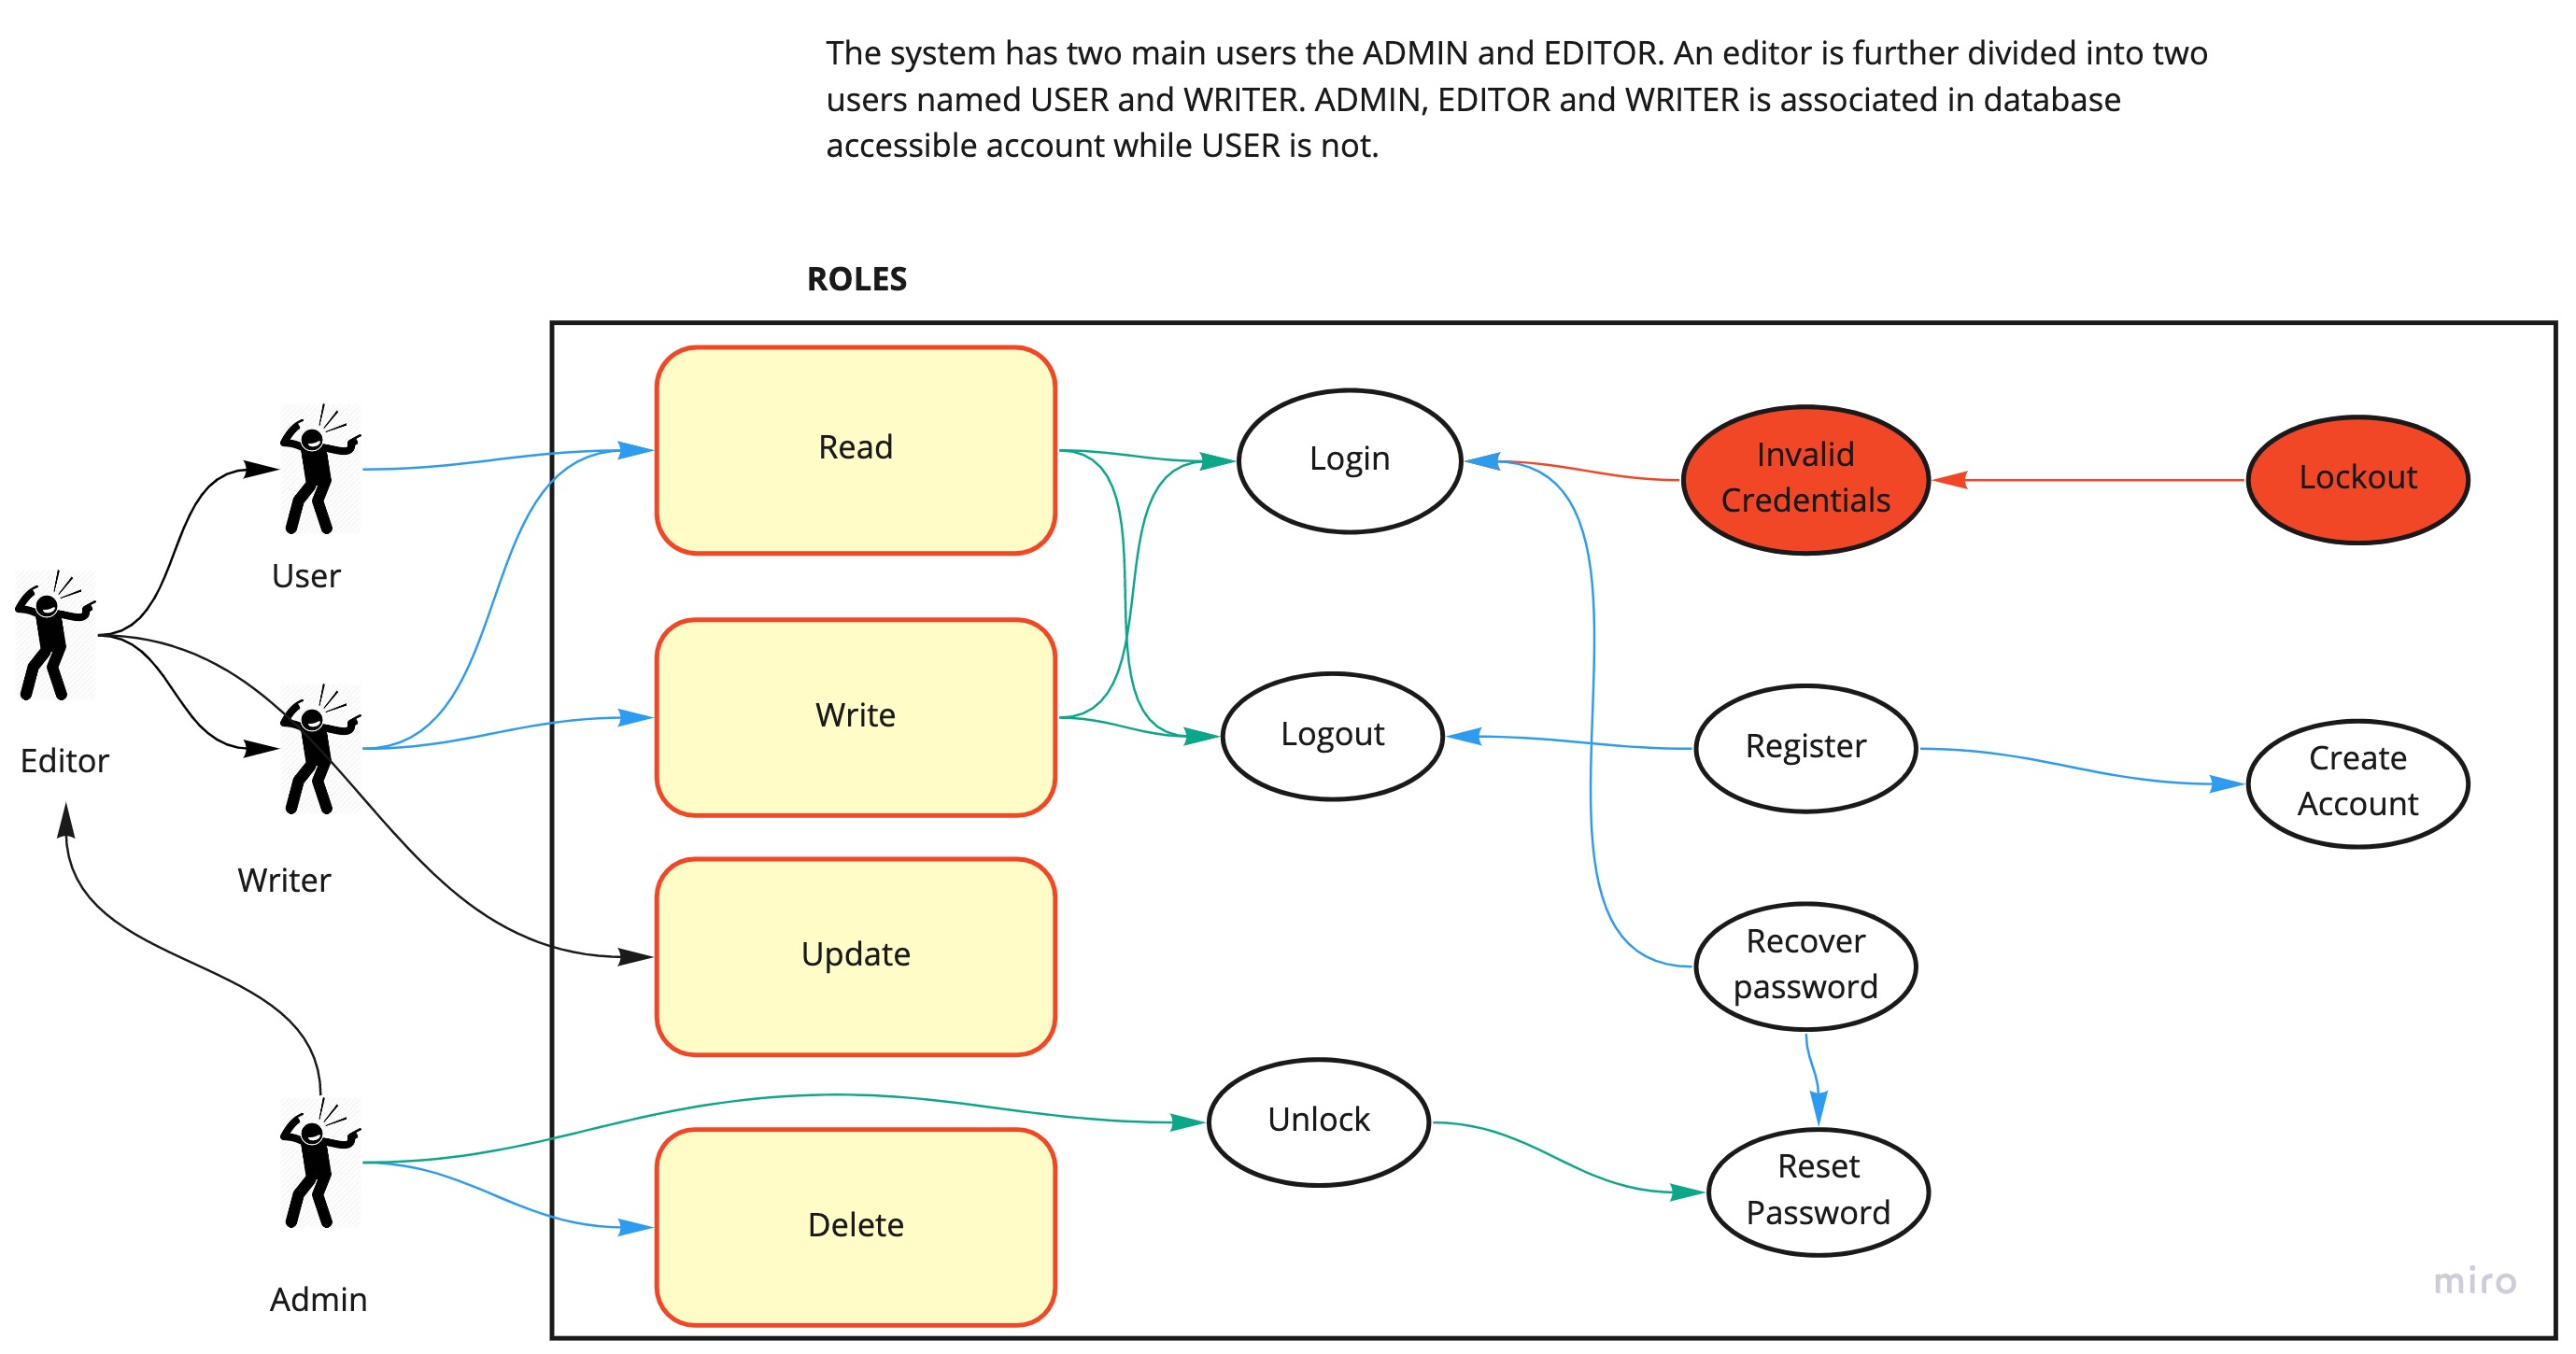 The system has two main users the ADMIN and EDITOR. An editor is further divided into two
users named USER and WRITER. ADMIN, EDITOR and WRITER is associated in database
accessible account while USER is not.
ROLES
Read
Login
Invalid
Credentials
Lockout
User
Write
Logout
Register
Create
Account
Editor
Writer
Update
Recover
password
Unlock
Reset
Password
Delete
Admin
miro